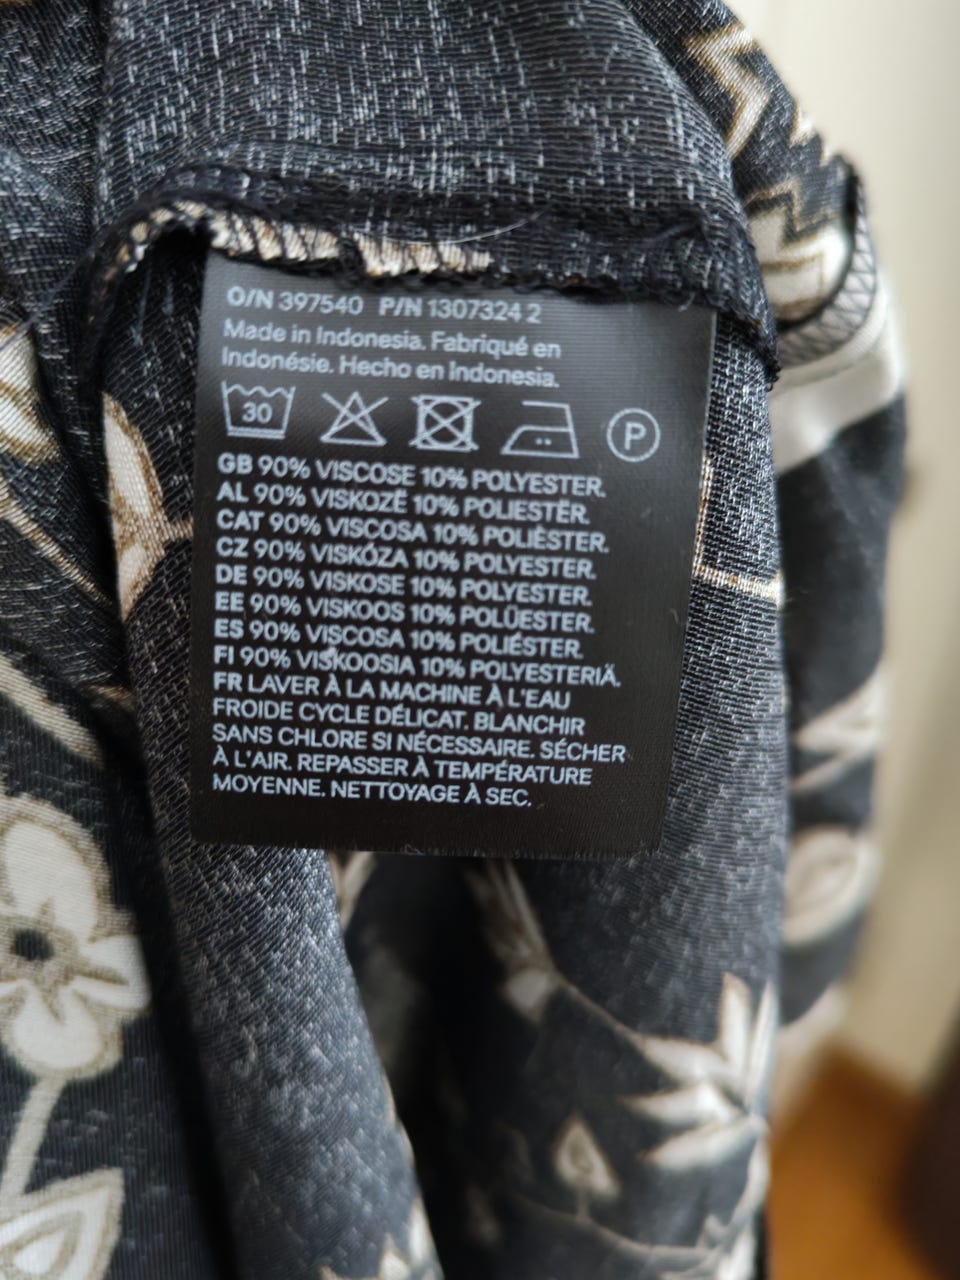 O/N 397540 P/N 1307324 2
Made in Indonesia. Fabriqué en
Indonésie. Hecho en Indonesia.
30
P
GB 90% VISCOSE 10% POLYESTER.
AL 90% VISKOZË 10% POLIESTËR.
CAT 90% VISCOSA 10% POLIÈSTER.
CZ 90% VISKÓZA 10% POLYESTER.
DE 90% VISKOSE 10% POLYESTER.
EE 90% VISKOOS 10% POLÜESTER.
ES 90% VISCOSA 10% POLIÉSTER.
FI 90% VISKOOSIA 10% POLYESTERIÄ.
FR LAVER À LA MACHINE À L'EAU
FROIDE CYCLE DÉLICAT. BLANCHIR
SANS CHLORE SI NÉCESSAIRE. SÉCHER
À L'AIR. REPASSER À TEMPÉRATURE
MOYENNE. NETTOYAGE À SEC.